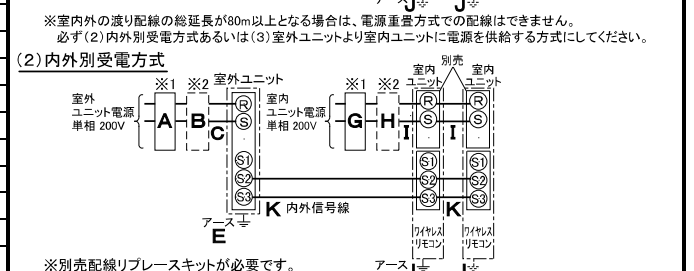 アース J J
※室内外の渡り配線の総延長が80m以上となる場合は、電源重畳方式での配線はできません。
必ず(2)内外別受電方式あるいは(3)室外ユニットより室内ユニットに電源を供給する方式にしてください。
(2)内外別受電方式
別売
※1 ※2 室外ユニット ※1 ※2 室内ユニット 室内ユニット
室外
ユニット電源
単相 200V
A B C
R
S
S1
S2
S3
室内
ユニット電源
単相 200V
G H I I
R R
S S
S1 S1
S2 S2
S3 S3
K 内外信号線 K
アース
E
ワイヤレス
リモコン
ワイヤレス
リモコン
※別売配線リプレースキットが必要です。
アース